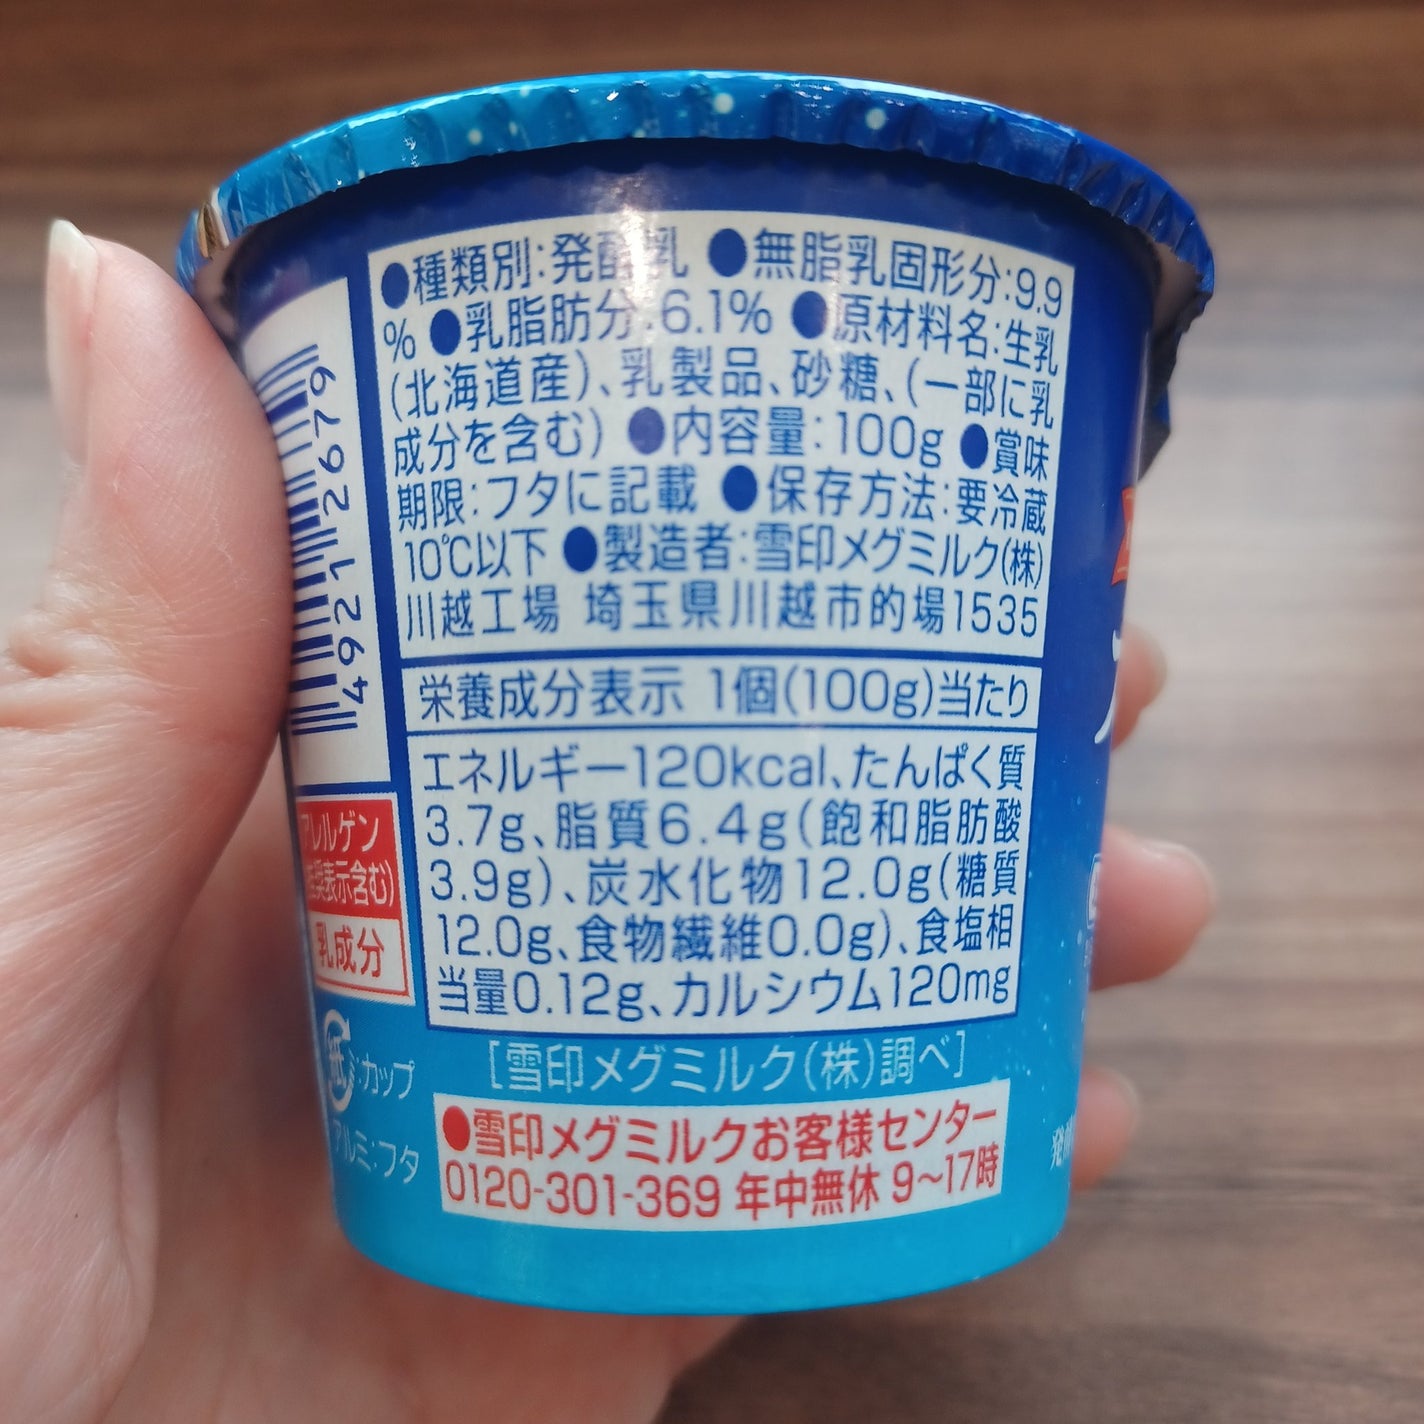 ●種類別:発酵乳 ●無脂乳固形分:9.9
% ●乳脂肪分:6.1% ●原材料名:生乳
(北海道産)、乳製品、砂糖、(一部に乳
成分を含む) ●内容量:100g ●賞味
期限:フタに記載 ●保存方法:要冷蔵
10℃以下 ●製造者:雪印メグミルク(株)
川越工場 埼玉県川越市的場1535
栄養成分表示 1個(100g)当たり
エネルギー120kcal、たんぱく質
3.7g、脂質6.4g(飽和脂肪酸
3.9g)、炭水化物12.0g(糖質
12.0g、食物繊維0.0g)、食塩相
当量0.12g、カルシウム120mg
[雪印メグミルク(株)調べ]
●雪印メグミルクお客様センター
0120-301-369 年中無休 9~17時
49212679
アレルゲン
表示含む)
乳成分
紙:カップ
アルミ:フタ